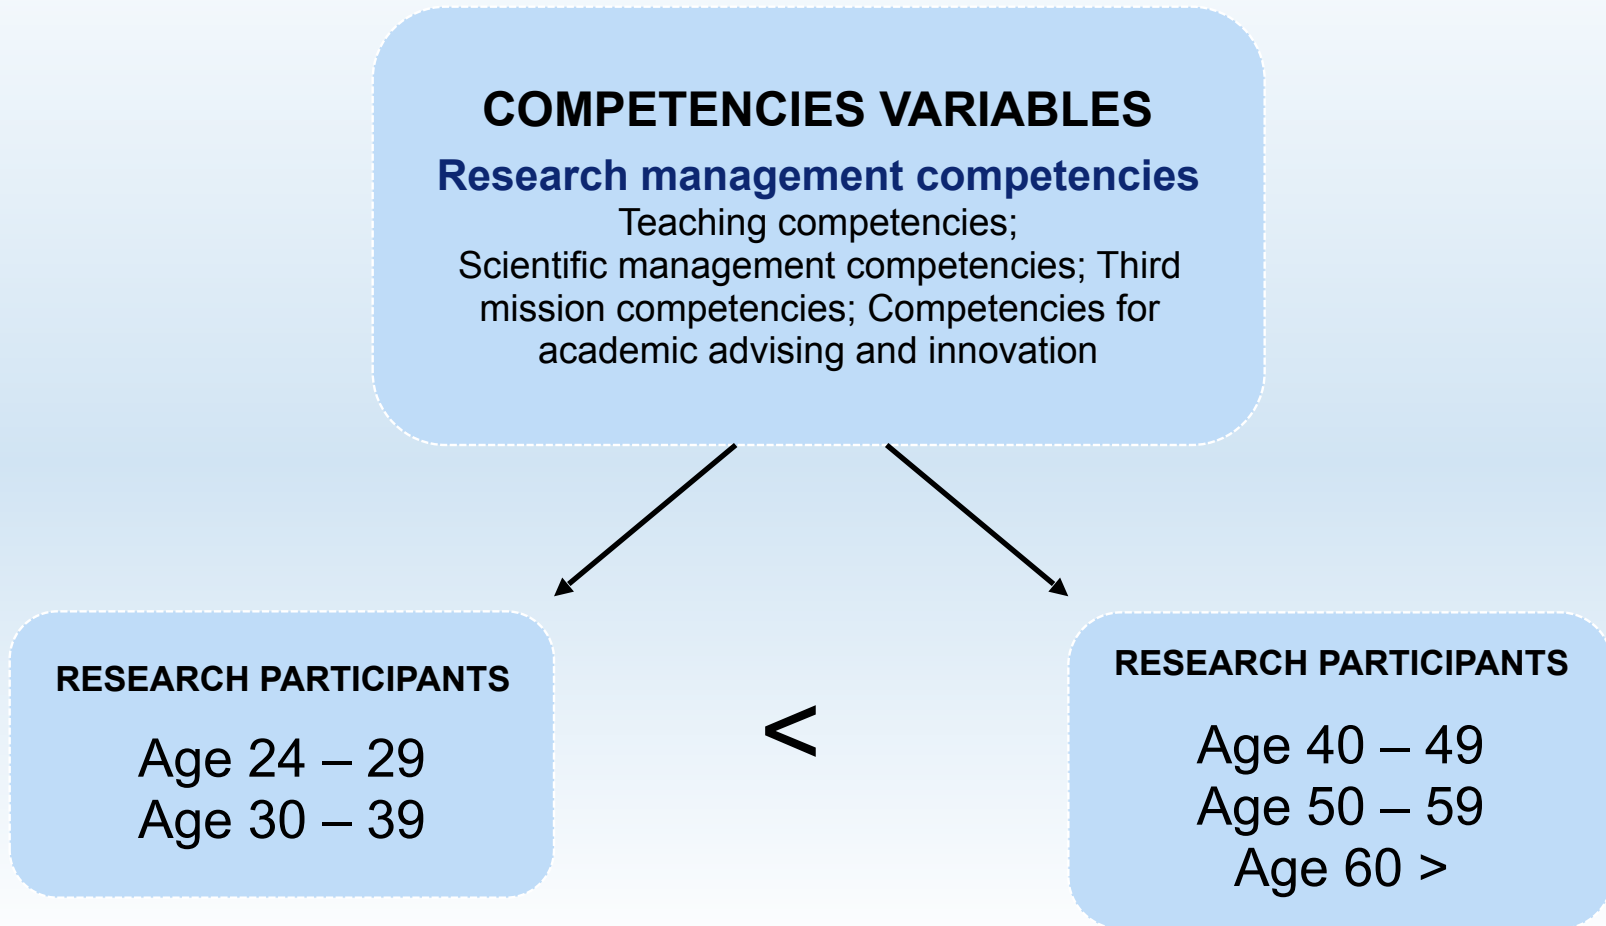 COMPETENCIES VARIABLES
Research management competencies
Teaching competencies;
Scientific management competencies; Third
mission competencies; Competencies for
academic advising and innovation
RESEARCH PARTICIPANTS
Age 24 – 29
Age 30 – 39
<
RESEARCH PARTICIPANTS
Age 40 – 49
Age 50 – 59
Age 60 >